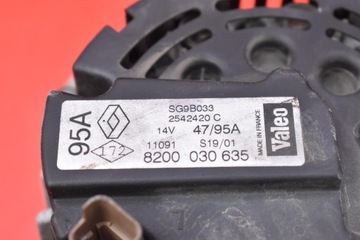 95A
172
SG9B033
2542420 C
14V 47/95A
11091 S19/01
8200 030 635
MADE IN FRANCE
Valeo